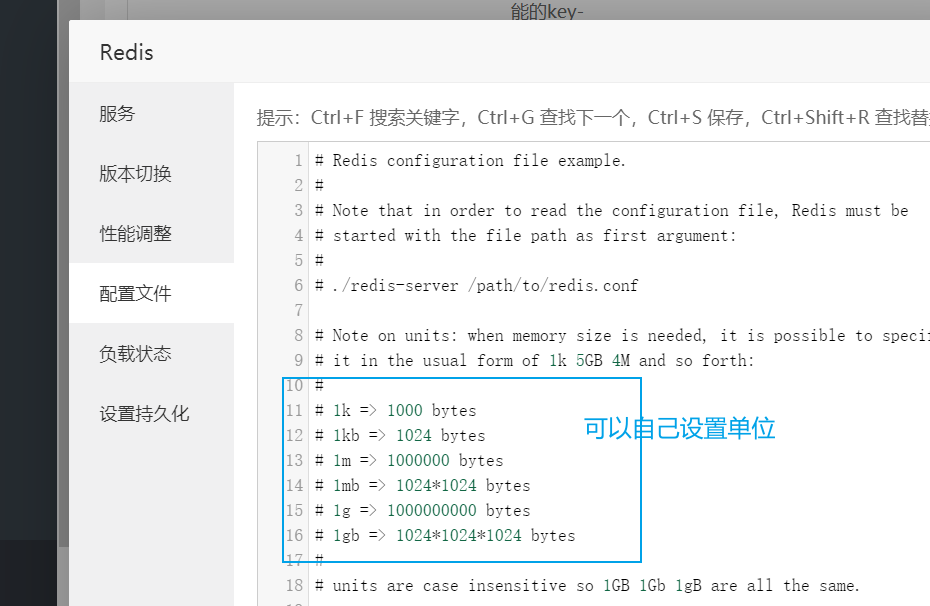 能的key-
Redis
服务
版本切换
性能调整
配置文件
负载状态
设置持久化
提示：Ctrl+F 搜索关键字，Ctrl+G 查找下一个，Ctrl+S 保存，Ctrl+Shift+R 查找替
1 # Redis configuration file example.
2 #
3 # Note that in order to read the configuration file, Redis must be
4 # started with the file path as first argument:
5 #
6 # ./redis-server /path/to/redis.conf
7
8 # Note on units: when memory size is needed, it is possible to specif
9 # it in the usual form of 1k 5GB 4M and so forth:
10 #
11 # 1k => 1000 bytes
12 # 1kb => 1024 bytes
13 # 1m => 1000000 bytes
14 # 1mb => 1024*1024 bytes
15 # 1g => 1000000000 bytes
16 # 1gb => 1024*1024*1024 bytes
17 #
18 # units are case insensitive so 1GB 1Gb 1gB are all the same.
可以自己设置单位